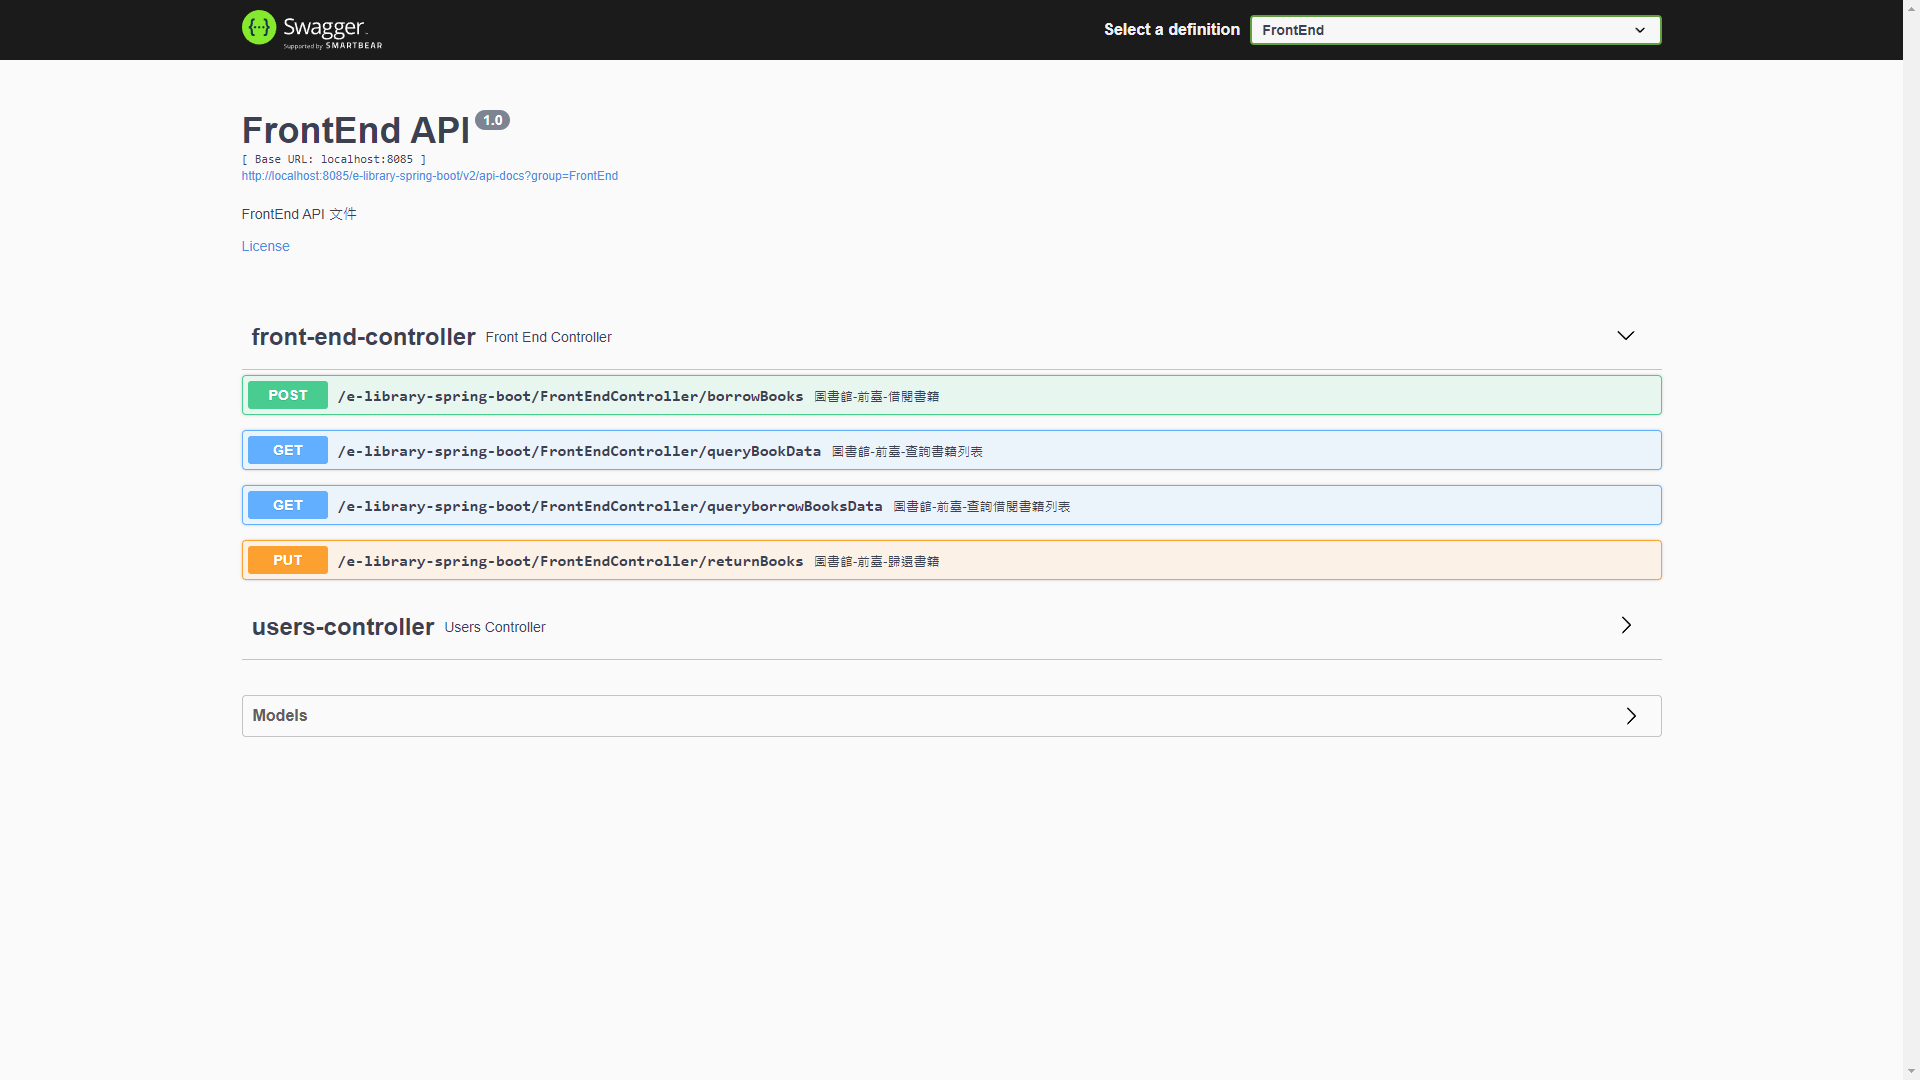 Swagger
Supported by SMARTBEAR
Select a definition
FrontEnd
FrontEnd API 1.0
[ Base URL: localhost:8085 ]
http://localhost:8085/e-library-spring-boot/v2/api-docs?group=FrontEnd
FrontEnd API 文件
License
front-end-controller Front End Controller
POST /e-library-spring-boot/FrontEndController/borrowBooks 圖書館-前臺-借閱書籍
GET /e-library-spring-boot/FrontEndController/queryBookData 圖書館-前臺-查詢書籍列表
GET /e-library-spring-boot/FrontEndController/queryborrowBooksData 圖書館-前臺-查詢借閱書籍列表
PUT /e-library-spring-boot/FrontEndController/returnBooks 圖書館-前臺-歸還書籍
users-controller Users Controller
Models